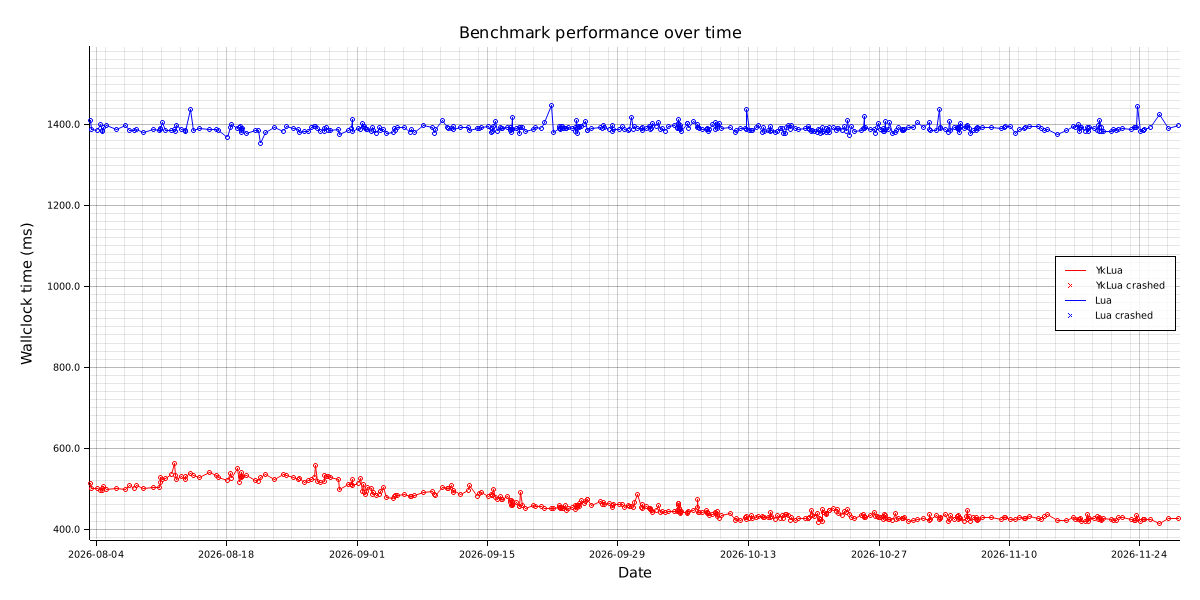 Benchmark performance over time
Wallclock time (ms)
1400.0
1200.0
1000.0
800.0
600.0
400.0
YkLua
YkLua crashed
Lua
Lua crashed
2026-08-04 2026-08-18 2026-09-01 2026-09-15 2026-09-29 2026-10-13 2026-10-27 2026-11-10 2026-11-24
Date